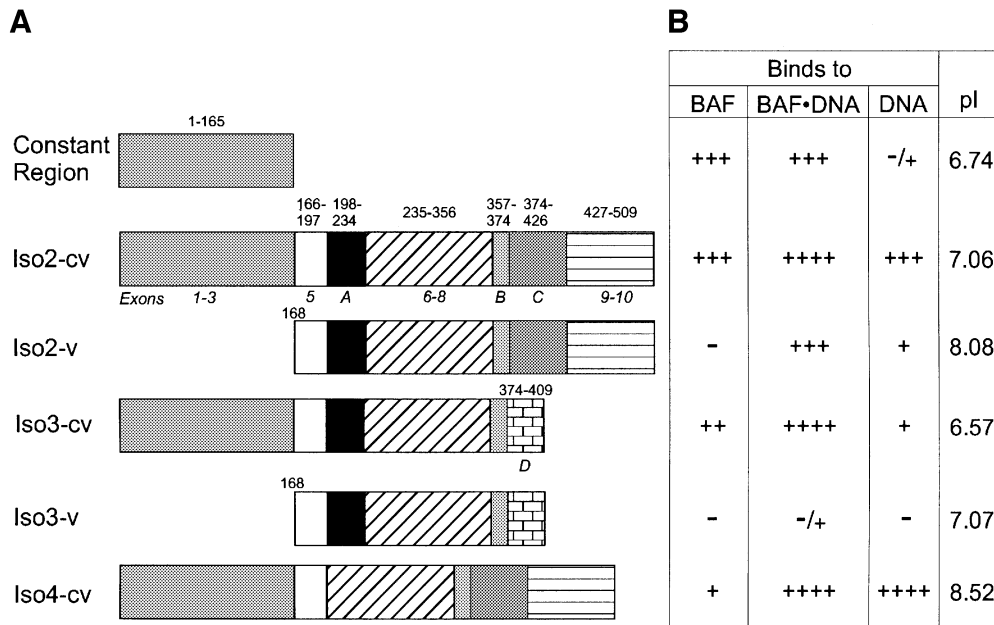 A
B
Binds to
BAF BAF•DNA DNA pI
1-165
Constant
Region
+++ +++ -/+ 6.74
166-
197
198-
234
235-356
357-
374
374-
426
427-509
Iso2-cv
+++ ++++ +++ 7.06
Exons 1-3 5 A 6-8 B C 9-10
168
Iso2-v
- +++ + 8.08
374-409
Iso3-cv
++ ++++ + 6.57
D
168
Iso3-v
- -/+ - 7.07
Iso4-cv
+ ++++ ++++ 8.52